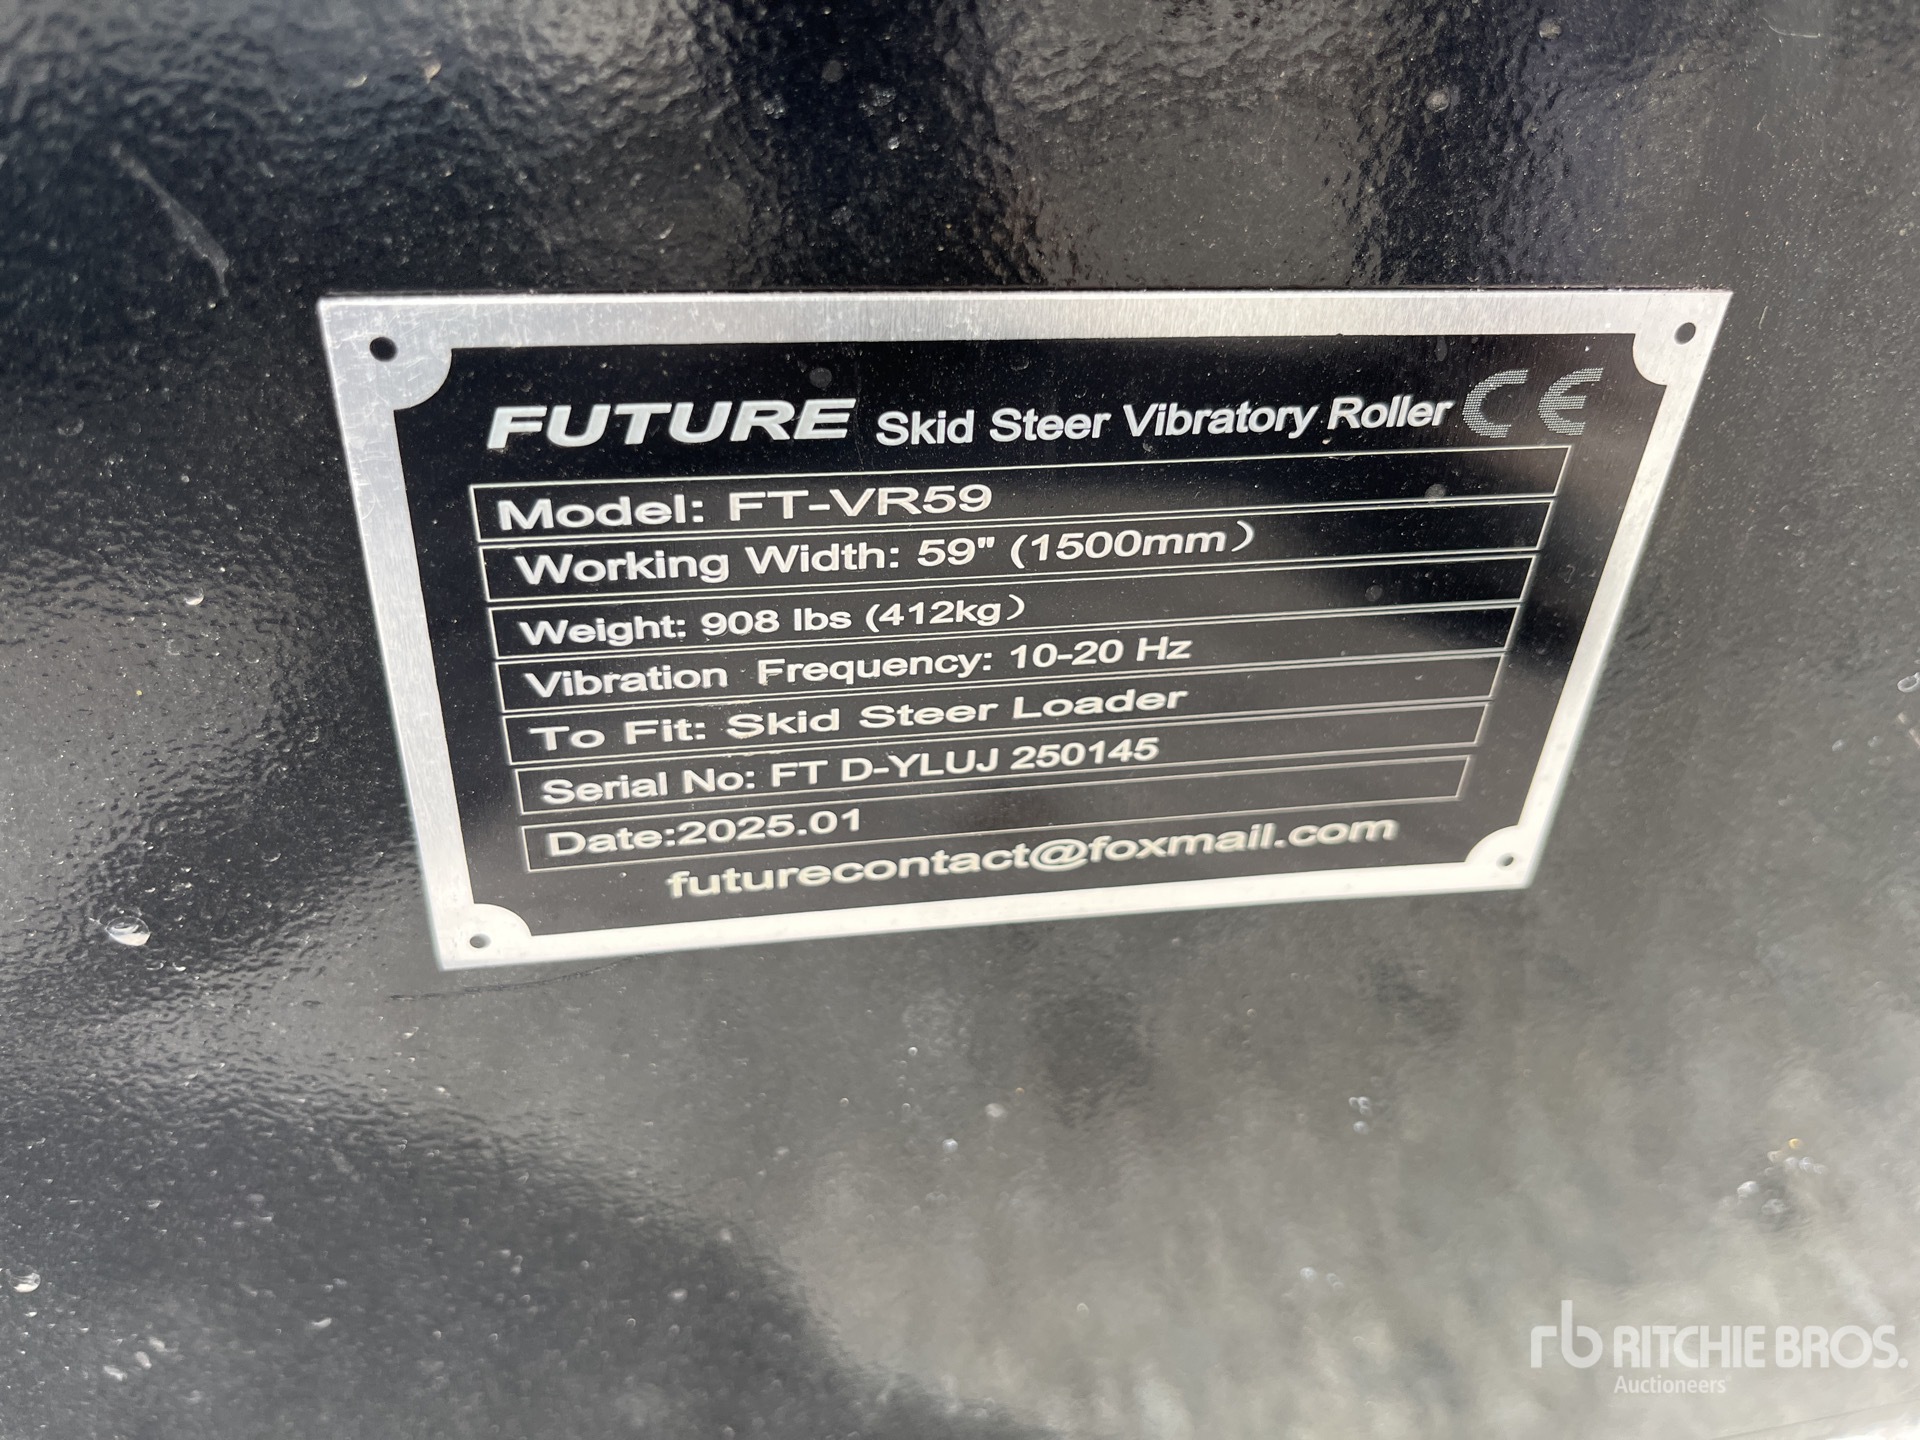 FUTURE Skid Steer Vibratory Roller CE
Model: FT-VR59
Working Width: 59" (1500mm)
Weight: 908 lbs (412kg)
Vibration Frequency: 10-20 Hz
To Fit: Skid Steer Loader
Serial No: FT D-YLUJ 250145
Date:2025.01
futurecontact@foxmail.com
rb RITCHIE BROS.
Auctioneers